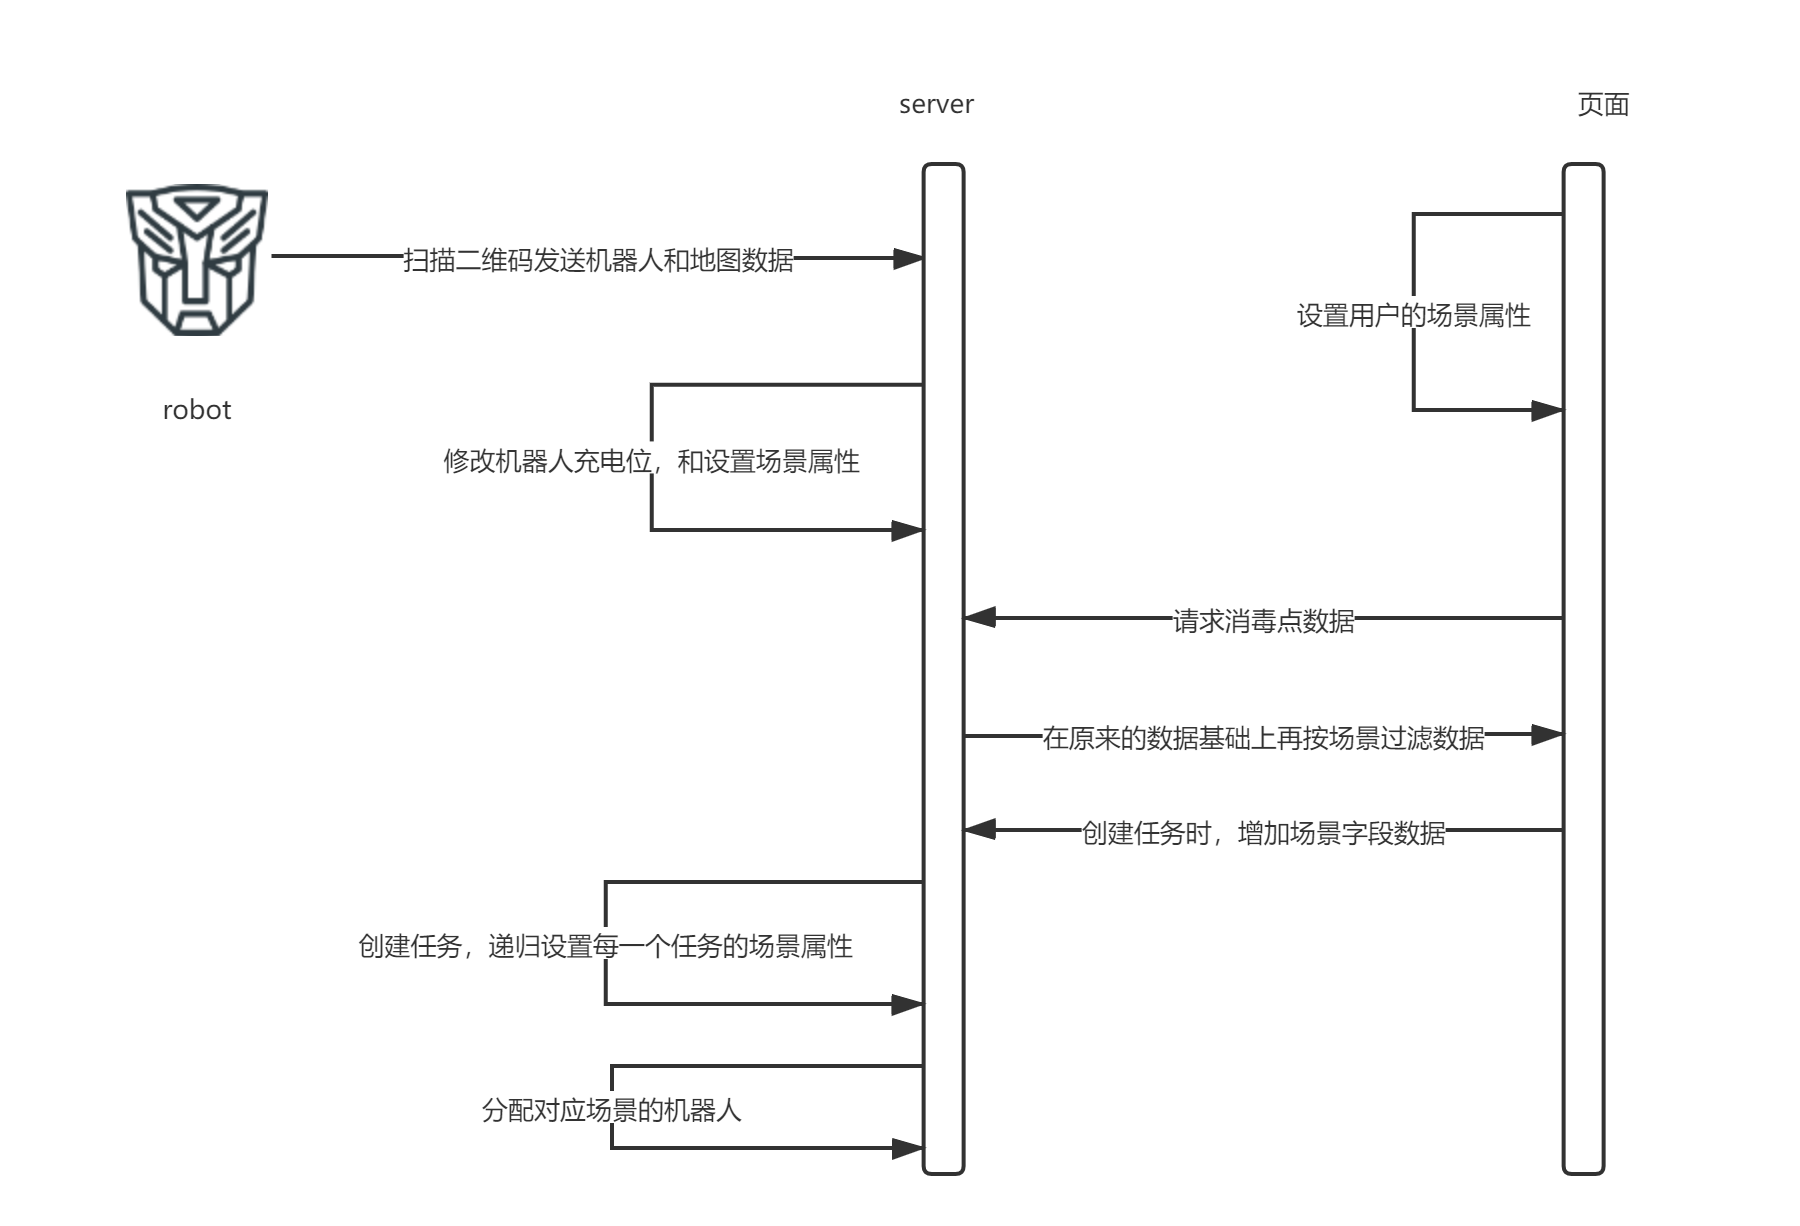 server
页面
扫描二维码发送机器人和地图数据
设置用户的场景属性
robot
修改机器人充电位，和设置场景属性
请求消毒点数据
在原来的数据基础上再按场景过滤数据
创建任务时，增加场景字段数据
创建任务，递归设置每一个任务的场景属性
分配对应场景的机器人